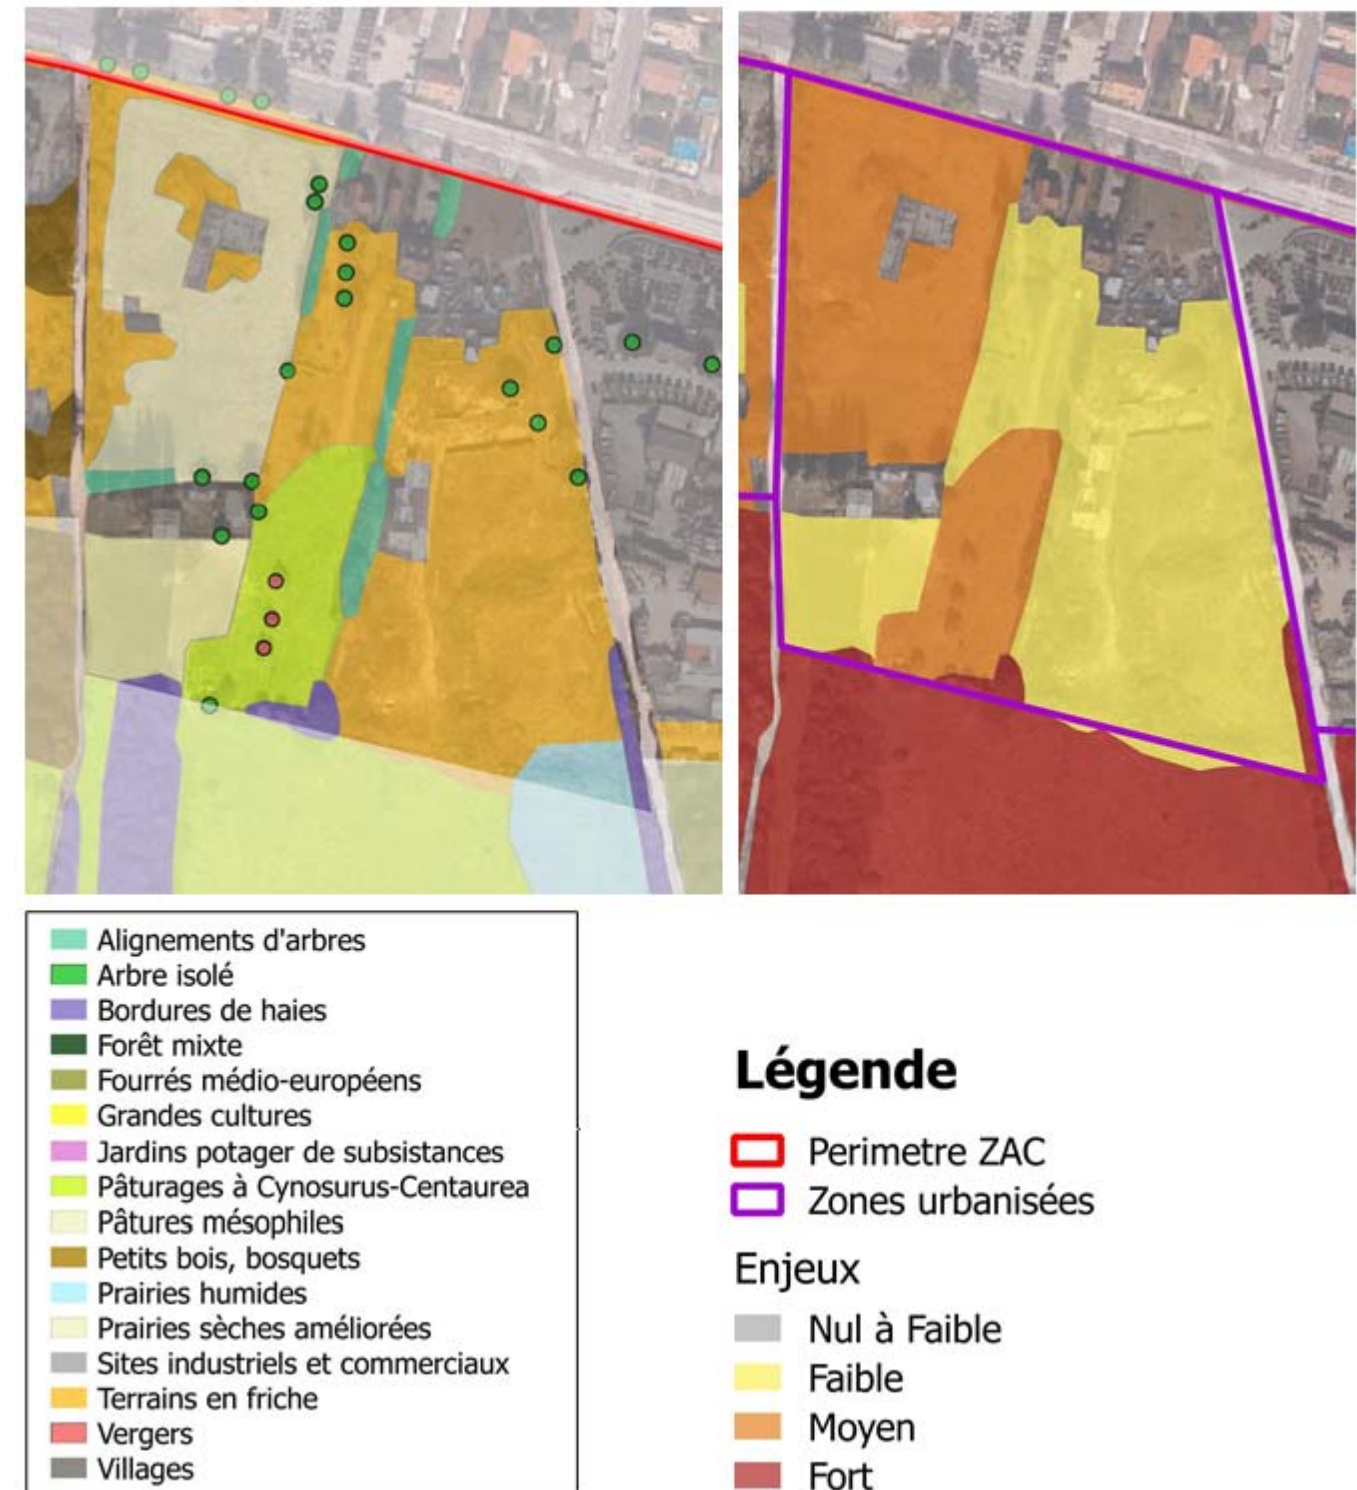 Alignements d'arbres
Arbre isolé
Bordures de haies
Forêt mixte
Fourrés médio-européens
Grandes cultures
Jardins potager de subsistances
Pâturages à Cynosurus-Centaurea
Pâtures mésophiles
Petits bois, bosquets
Prairies humides
Prairies sèches améliorées
Sites industriels et commerciaux
Terrains en friche
Vergers
Villages
Légende
Perimetre ZAC
Zones urbanisées
Enjeux
Nul à Faible
Faible
Moyen
Fort